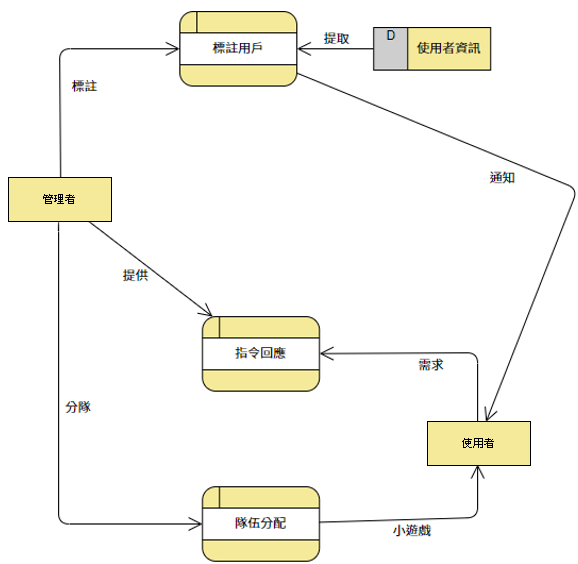 標註用戶
提取
D
使用者資訊
標註
通知
管理者
提供
指令回應
需求
分隊
使用者
隊伍分配
小遊戲